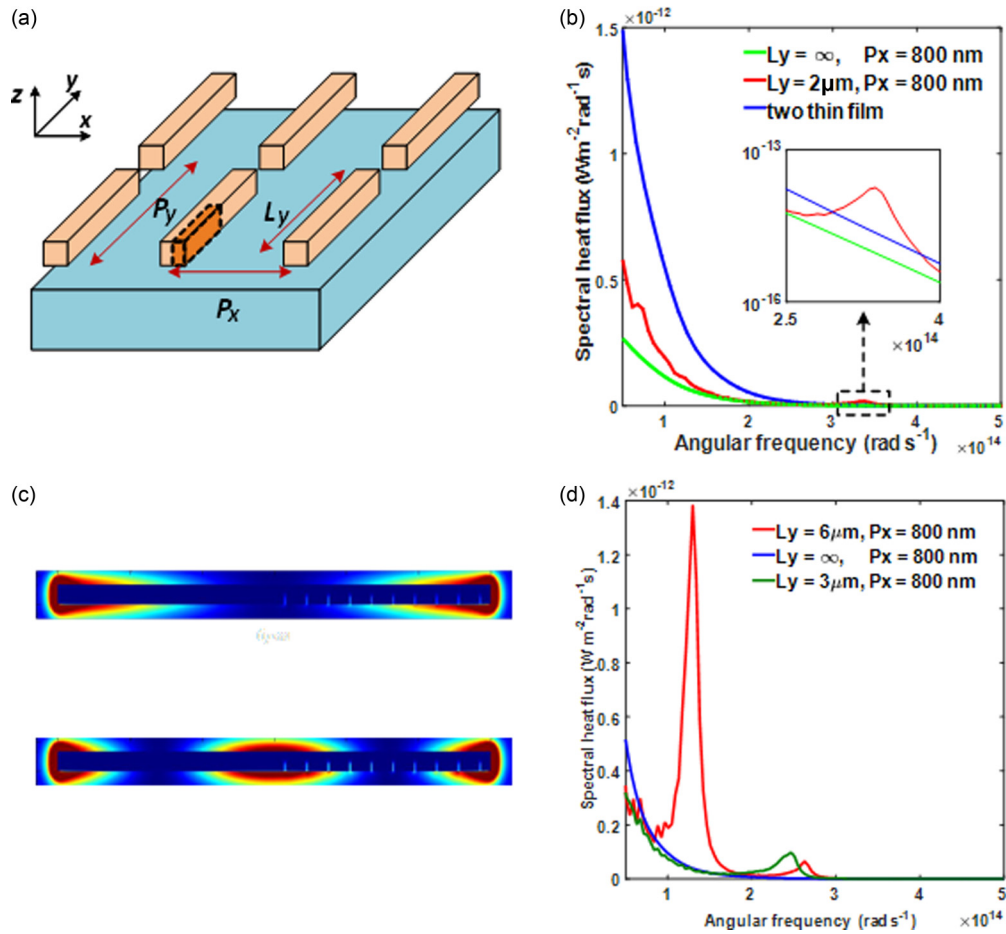 (a)
z
y
x
Py
Ly
Px
(b)
×10⁻¹²
1.5
1
0.5
0
Spectral heat flux (Wm⁻²rad⁻¹ s)
Ly = ∞, Px = 800 nm
Ly = 2μm, Px = 800 nm
two thin film
10⁻¹³
10⁻¹⁶
2.5 4
×10¹⁴
1 2 3 4 5
Angular frequency (rad s⁻¹) ×10¹⁴
(c)
(d)
×10⁻¹²
1.4
1.2
1
0.8
0.6
0.4
0.2
0
Spectral heat flux (W m⁻²rad⁻¹s)
Ly = 6μm, Px = 800 nm
Ly = ∞, Px = 800 nm
Ly = 3μm, Px = 800 nm
1 2 3 4 5
Angular frequency (rad s⁻¹) ×10¹⁴